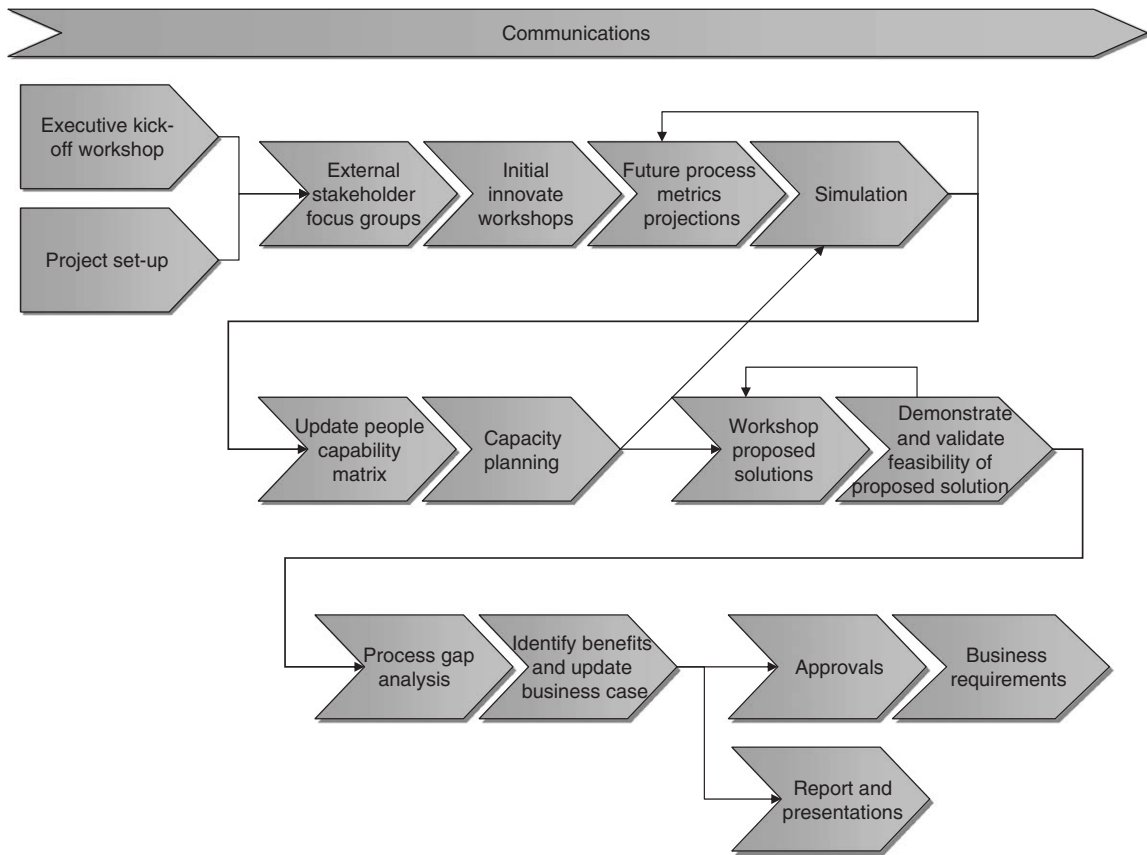 Communications
Executive kick-
off workshop
Project set-up
External
stakeholder
focus groups
Initial
innovate
workshops
Future process
metrics
projections
Simulation
Update people
capability
matrix
Capacity
planning
Workshop
proposed
solutions
Demonstrate
and validate
feasibility of
proposed solution
Process gap
analysis
Identify benefits
and update
business case
Approvals
Business
requirements
Report and
presentations